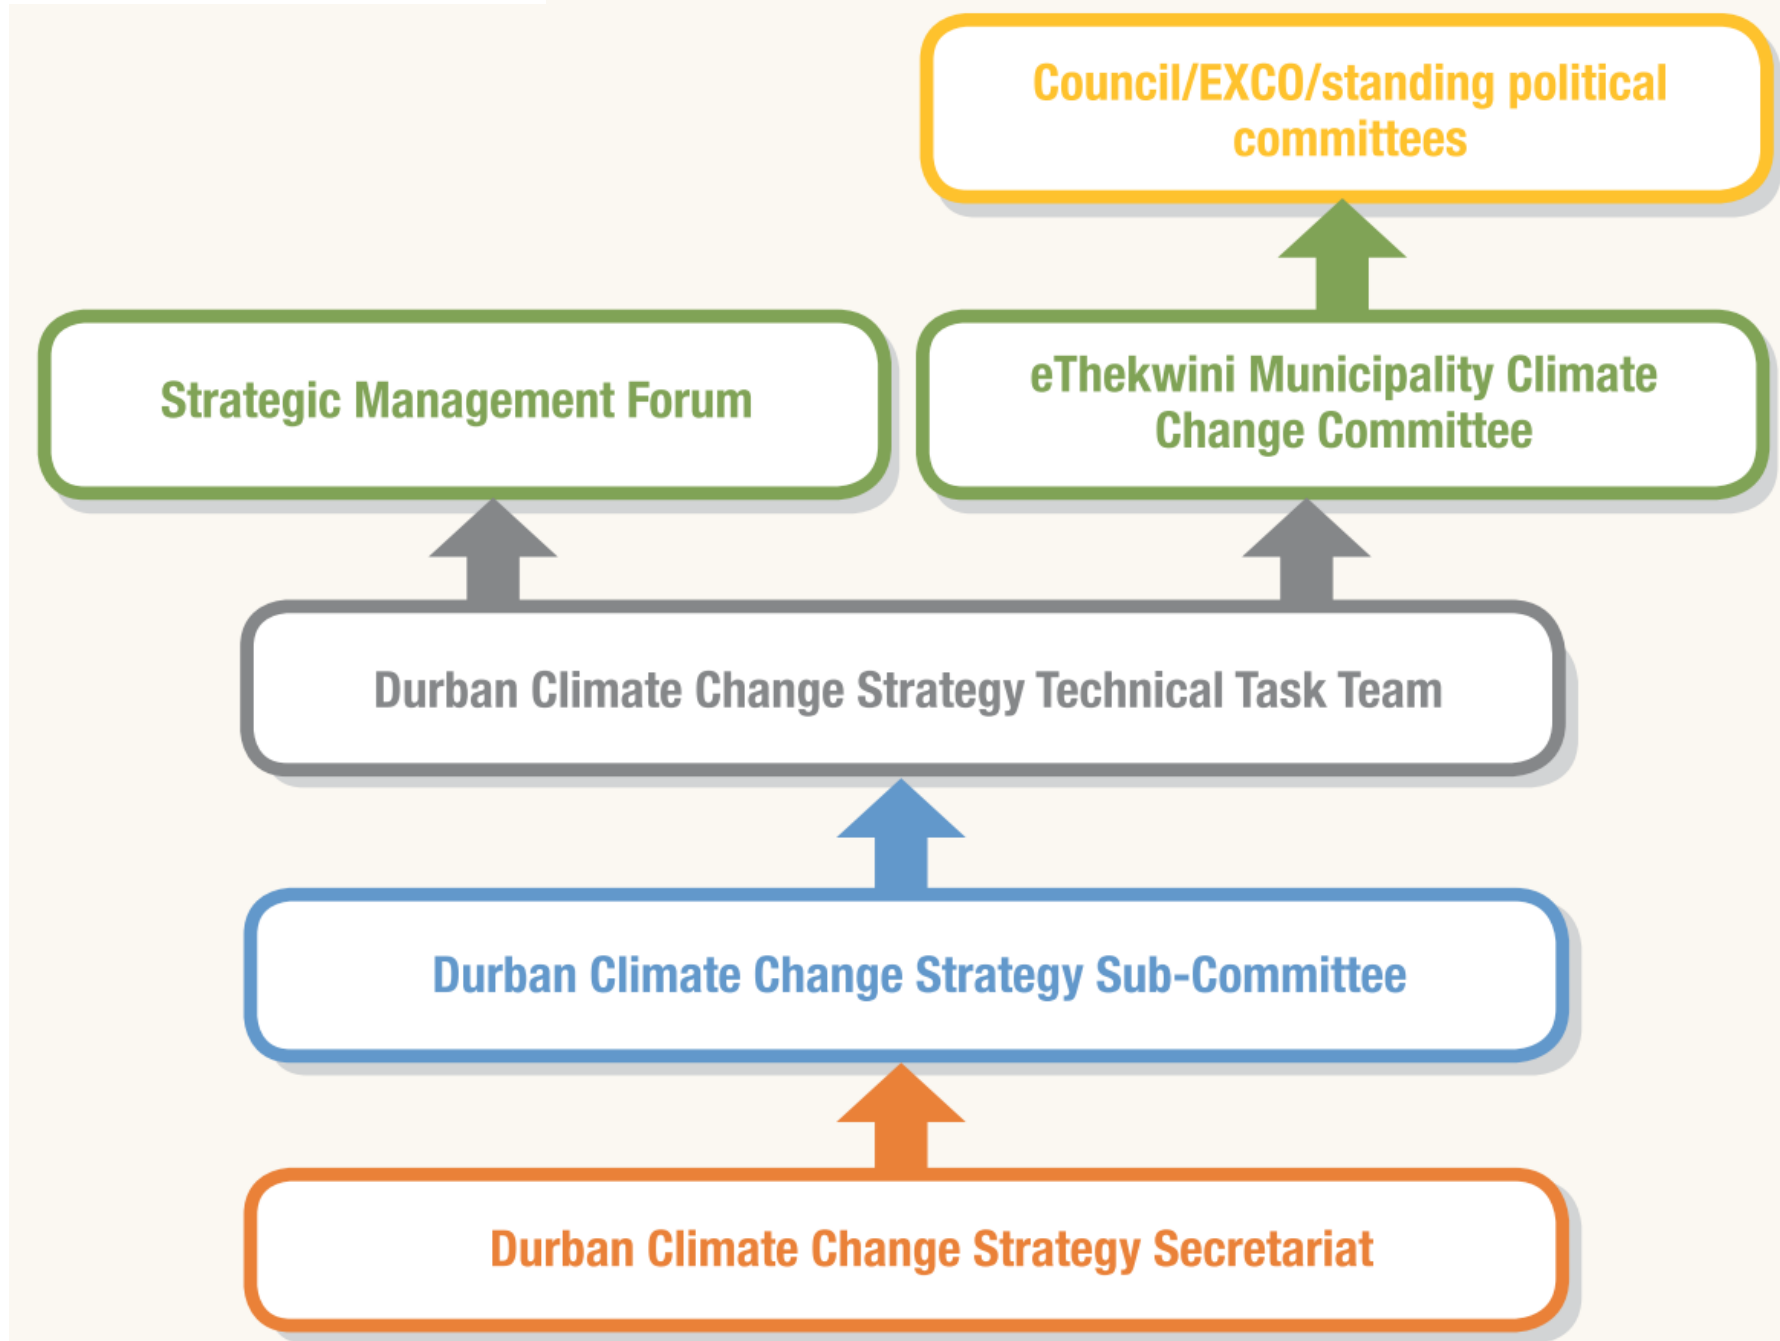 Council/EXCO/standing political
committees
Strategic Management Forum
eThekwini Municipality Climate
Change Committee
Durban Climate Change Strategy Technical Task Team
Durban Climate Change Strategy Sub-Committee
Durban Climate Change Strategy Secretariat